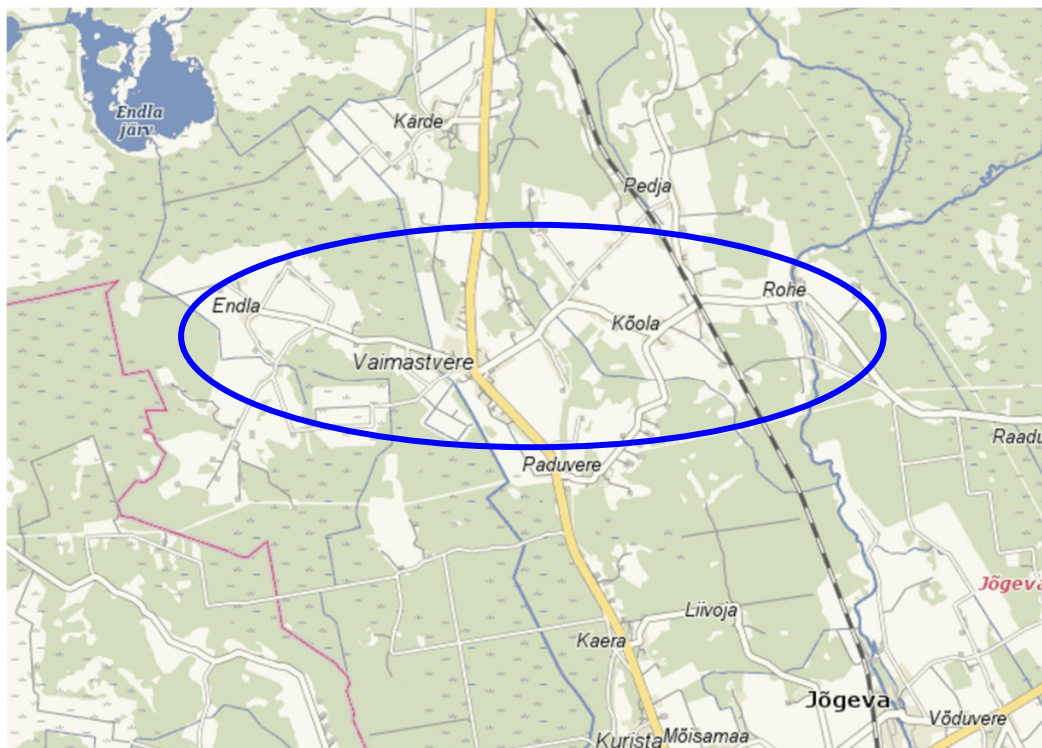 Endla
järv
Kärde
Pedja
Endla
Rohe
Kõola
Vaimastvere
Raadu
Paduvere
Jõgeva
Liivoja
Kaera
Jõgeva
Võduvere
Kurista
Mõisamaa